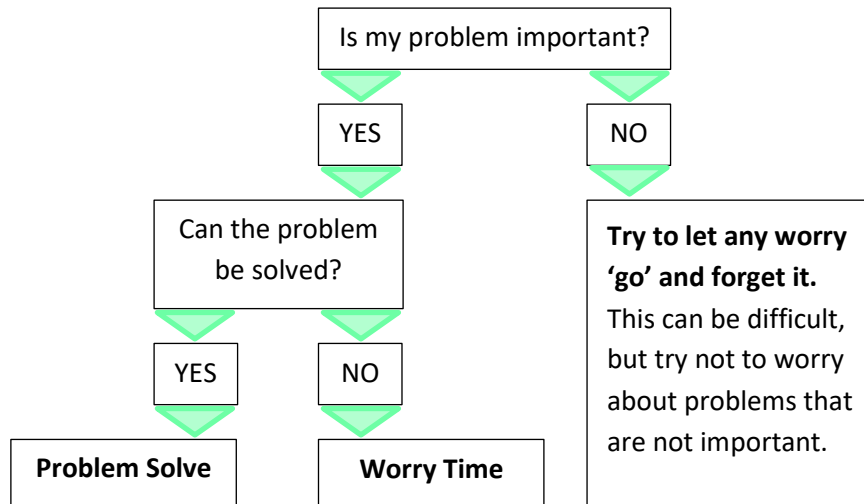 Is my problem important?
YES
NO
Can the problem
be solved?
Try to let any worry
‘go’ and forget it.
This can be difficult,
but try not to worry
about problems that
are not important.
YES
NO
Problem Solve
Worry Time